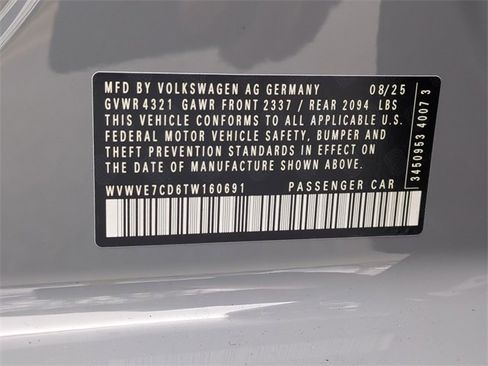 MFD BY VOLKSWAGEN AG GERMANY 08/25
GVWR 4321 GAWR FRONT 2337 / REAR 2094 LBS
THIS VEHICLE CONFORMS TO ALL APPLICABLE U.S.
FEDERAL MOTOR VEHICLE SAFETY, BUMPER AND
THEFT PREVENTION STANDARDS IN EFFECT ON THE
DATE OF MANUFACTURE SHOWN ABOVE
WVWVE7CD6TW160691 PASSENGER CAR
3450953 4007 3